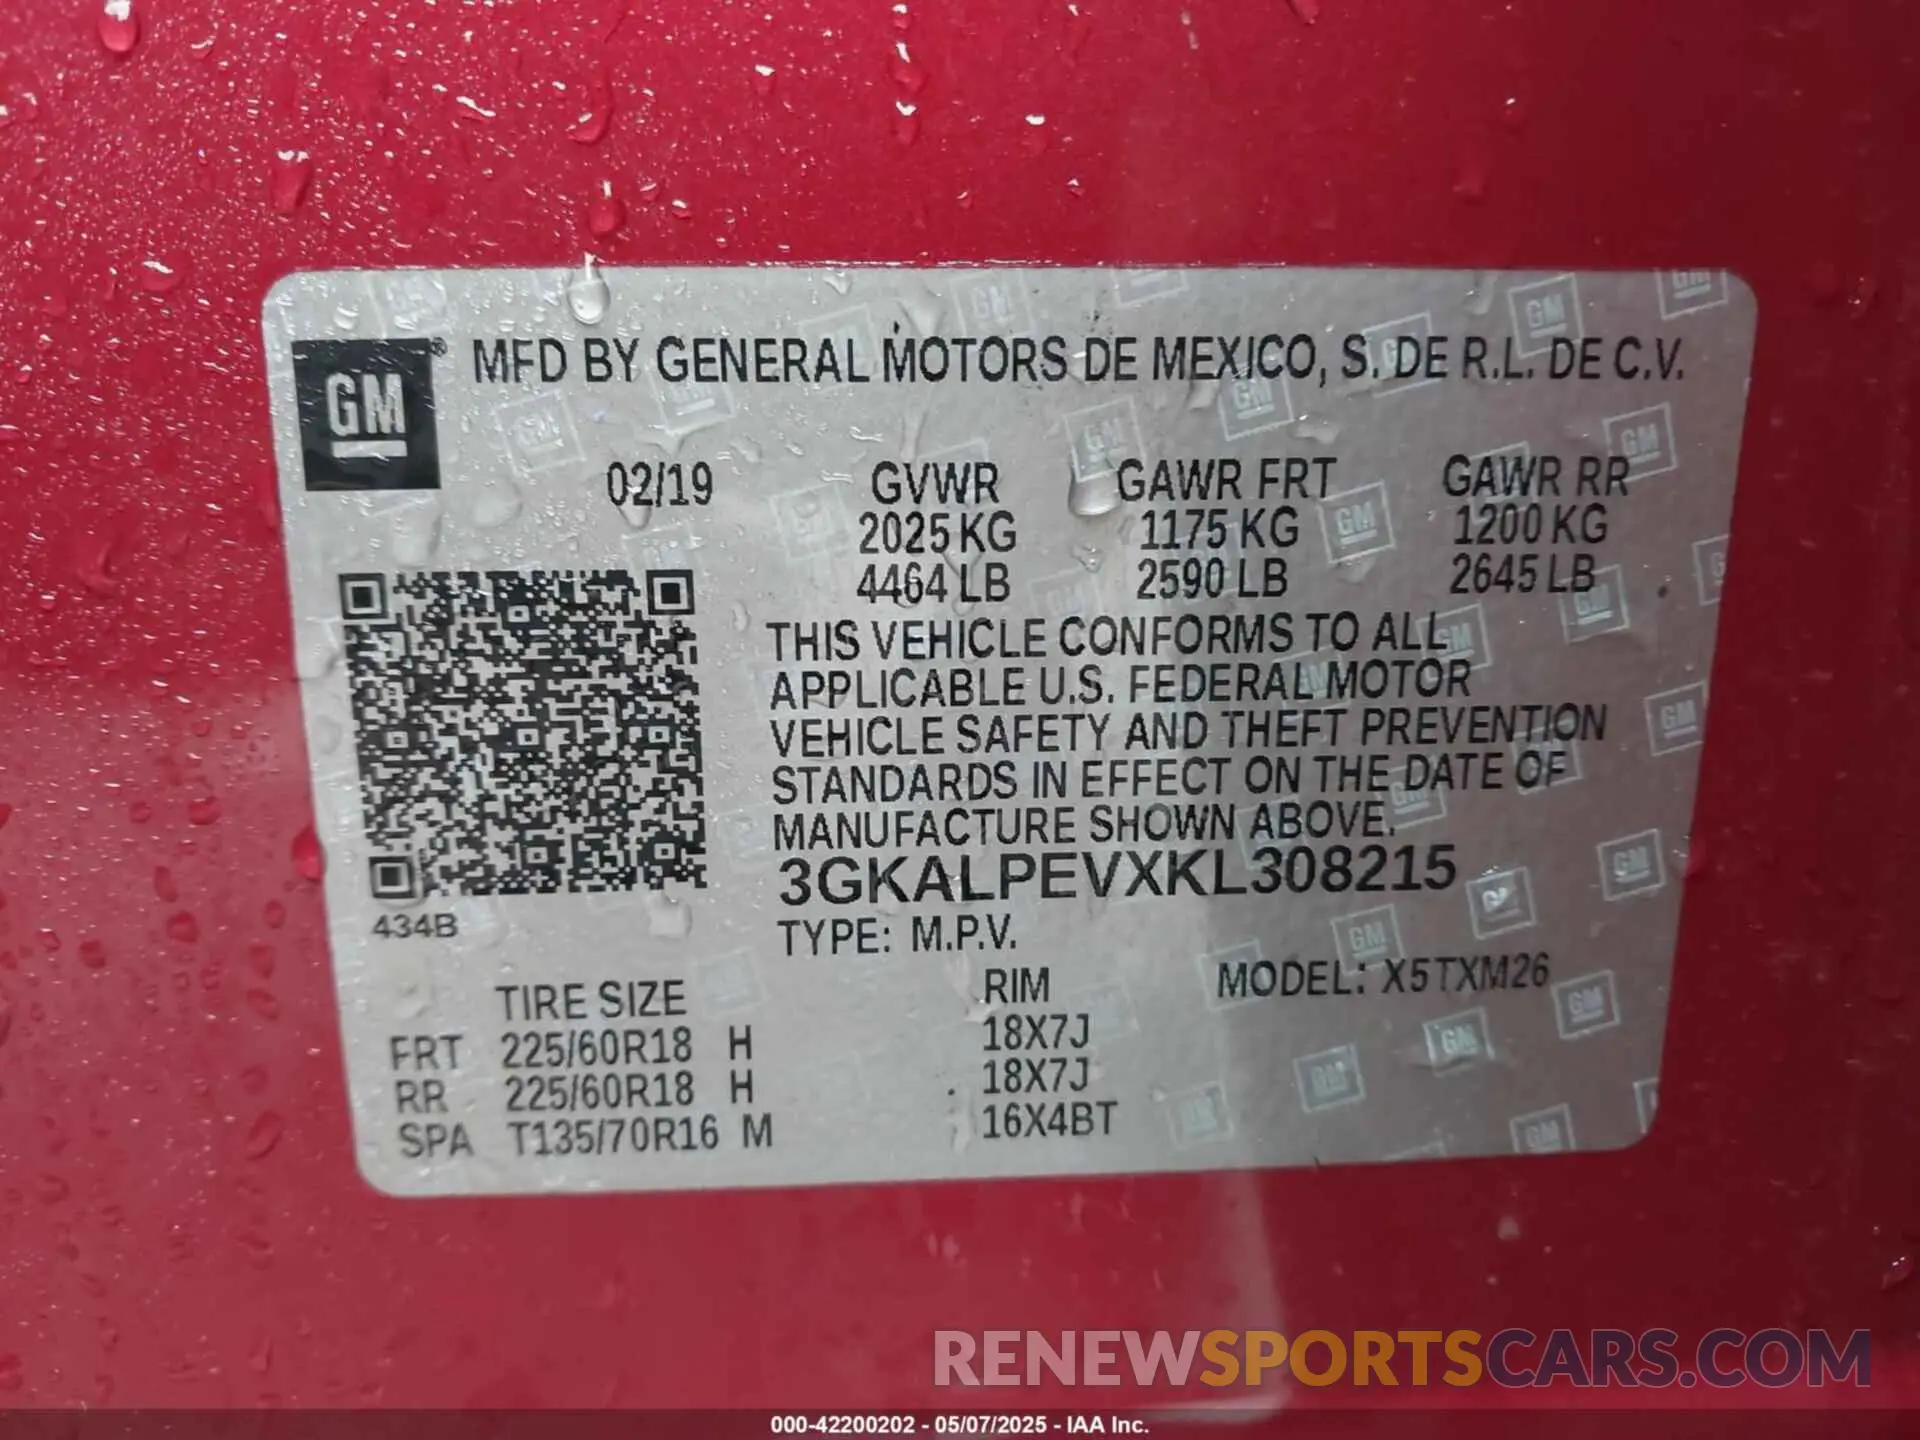 GM® MFD BY GENERAL MOTORS DE MEXICO, S. DE R.L. DE C.V.
02/19 GVWR GAWR FRT GAWR RR
2025 KG 1175 KG 1200 KG
4464 LB 2590 LB 2645 LB
THIS VEHICLE CONFORMS TO ALL
APPLICABLE U.S. FEDERAL MOTOR
VEHICLE SAFETY AND THEFT PREVENTION
STANDARDS IN EFFECT ON THE DATE OF
MANUFACTURE SHOWN ABOVE.
3GKALPEVXKL308215
434B TYPE: M.P.V.
TIRE SIZE RIM MODEL: X5TXM26
FRT 225/60R18 H 18X7J
RR 225/60R18 H 18X7J
SPA T135/70R16 M 16X4BT
RENEWSPORTSCARS.COM
000-42200202 - 05/07/2025 - IAA Inc.